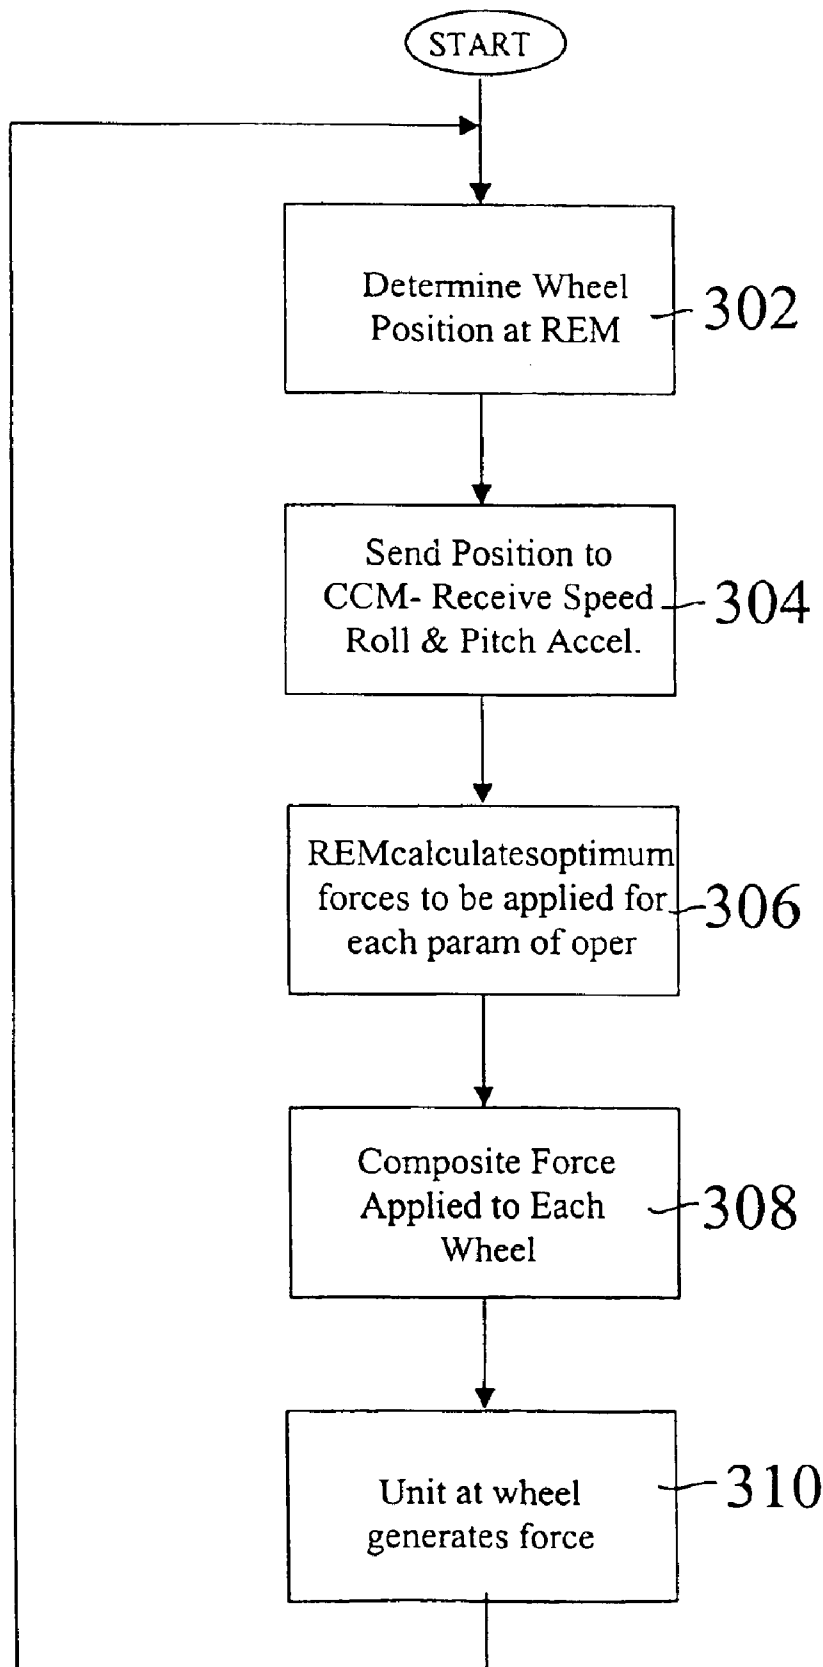 START
Determine Wheel
Position at REM
302
Send Position to
CCM- Receive Speed
Roll & Pitch Accel.
304
REMcalculatesoptimum
forces to be applied for
each param of oper
306
Composite Force
Applied to Each
Wheel
308
Unit at wheel
generates force
310